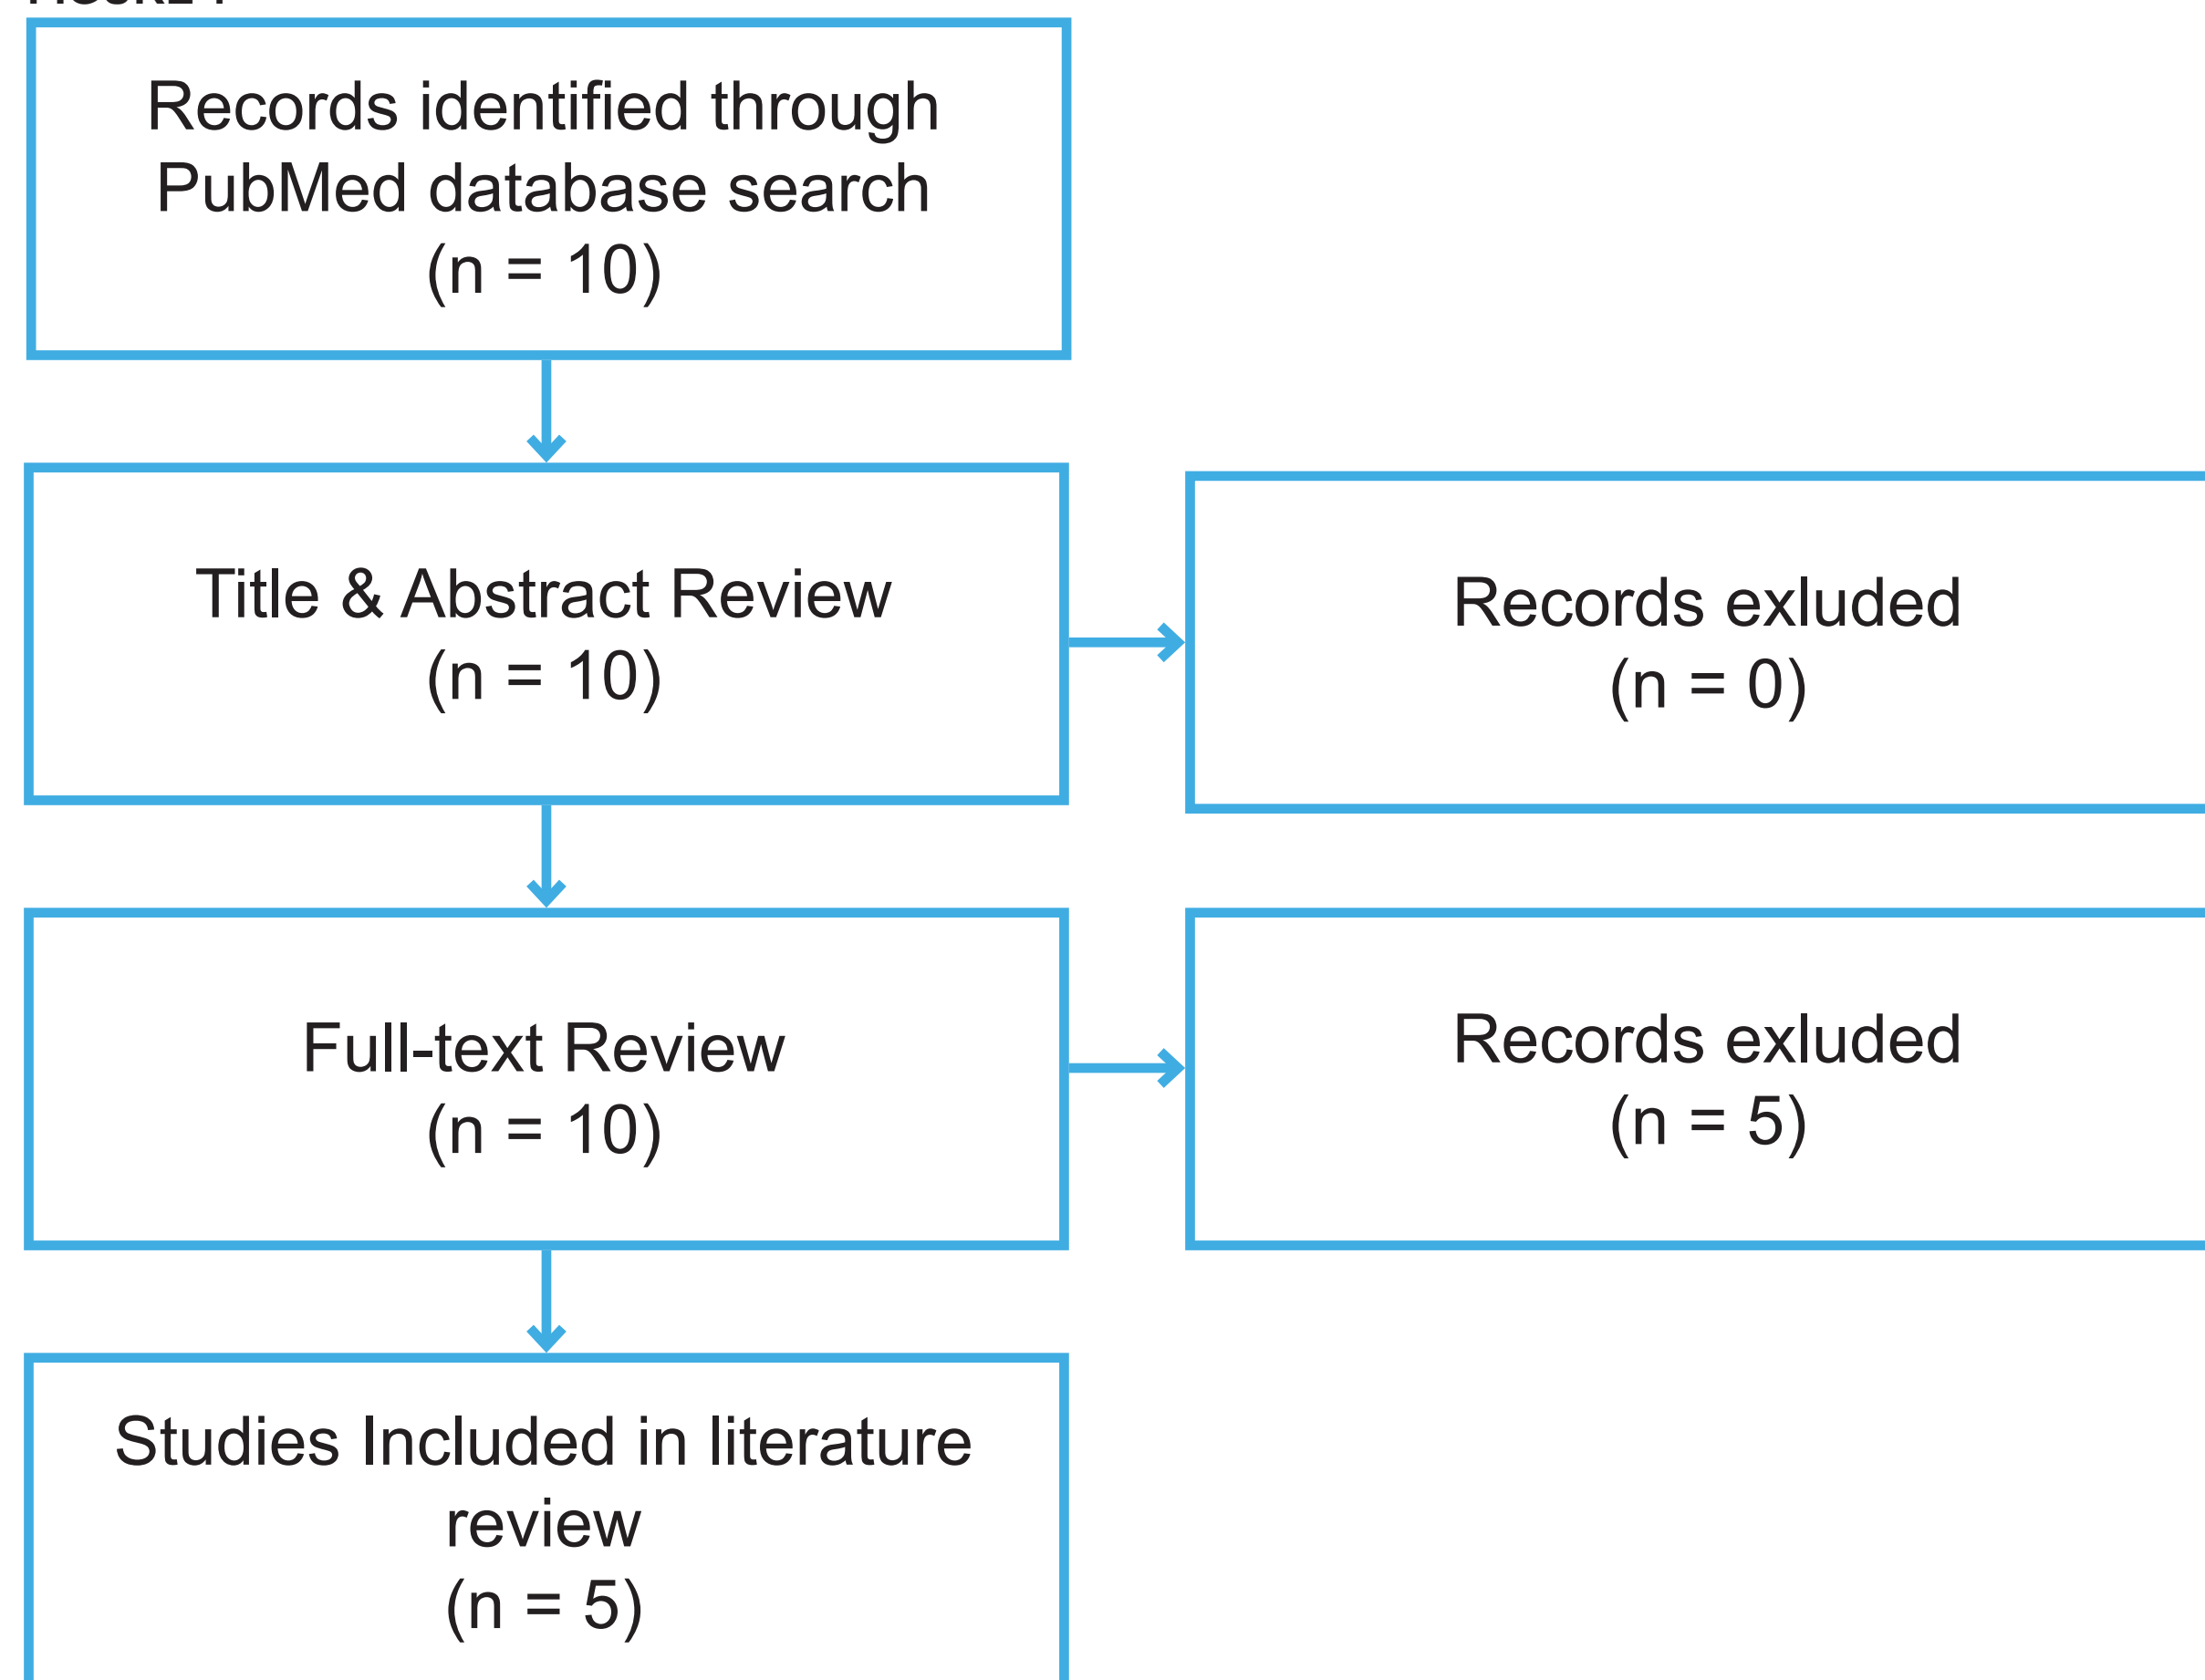 Records identified through
PubMed database search
(n = 10)
Title & Abstract Review
(n = 10)
Records exluded
(n = 0)
Full-text Review
(n = 10)
Records exluded
(n = 5)
Studies Included in literature
review
(n = 5)